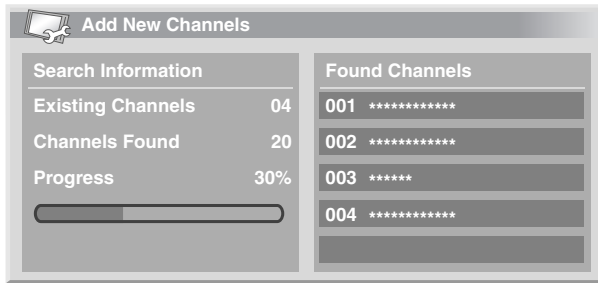 Add New Channels
Search Information
Existing Channels 04
Channels Found 20
Progress 30%
Found Channels
001 ************
002 ************
003 ******
004 ************